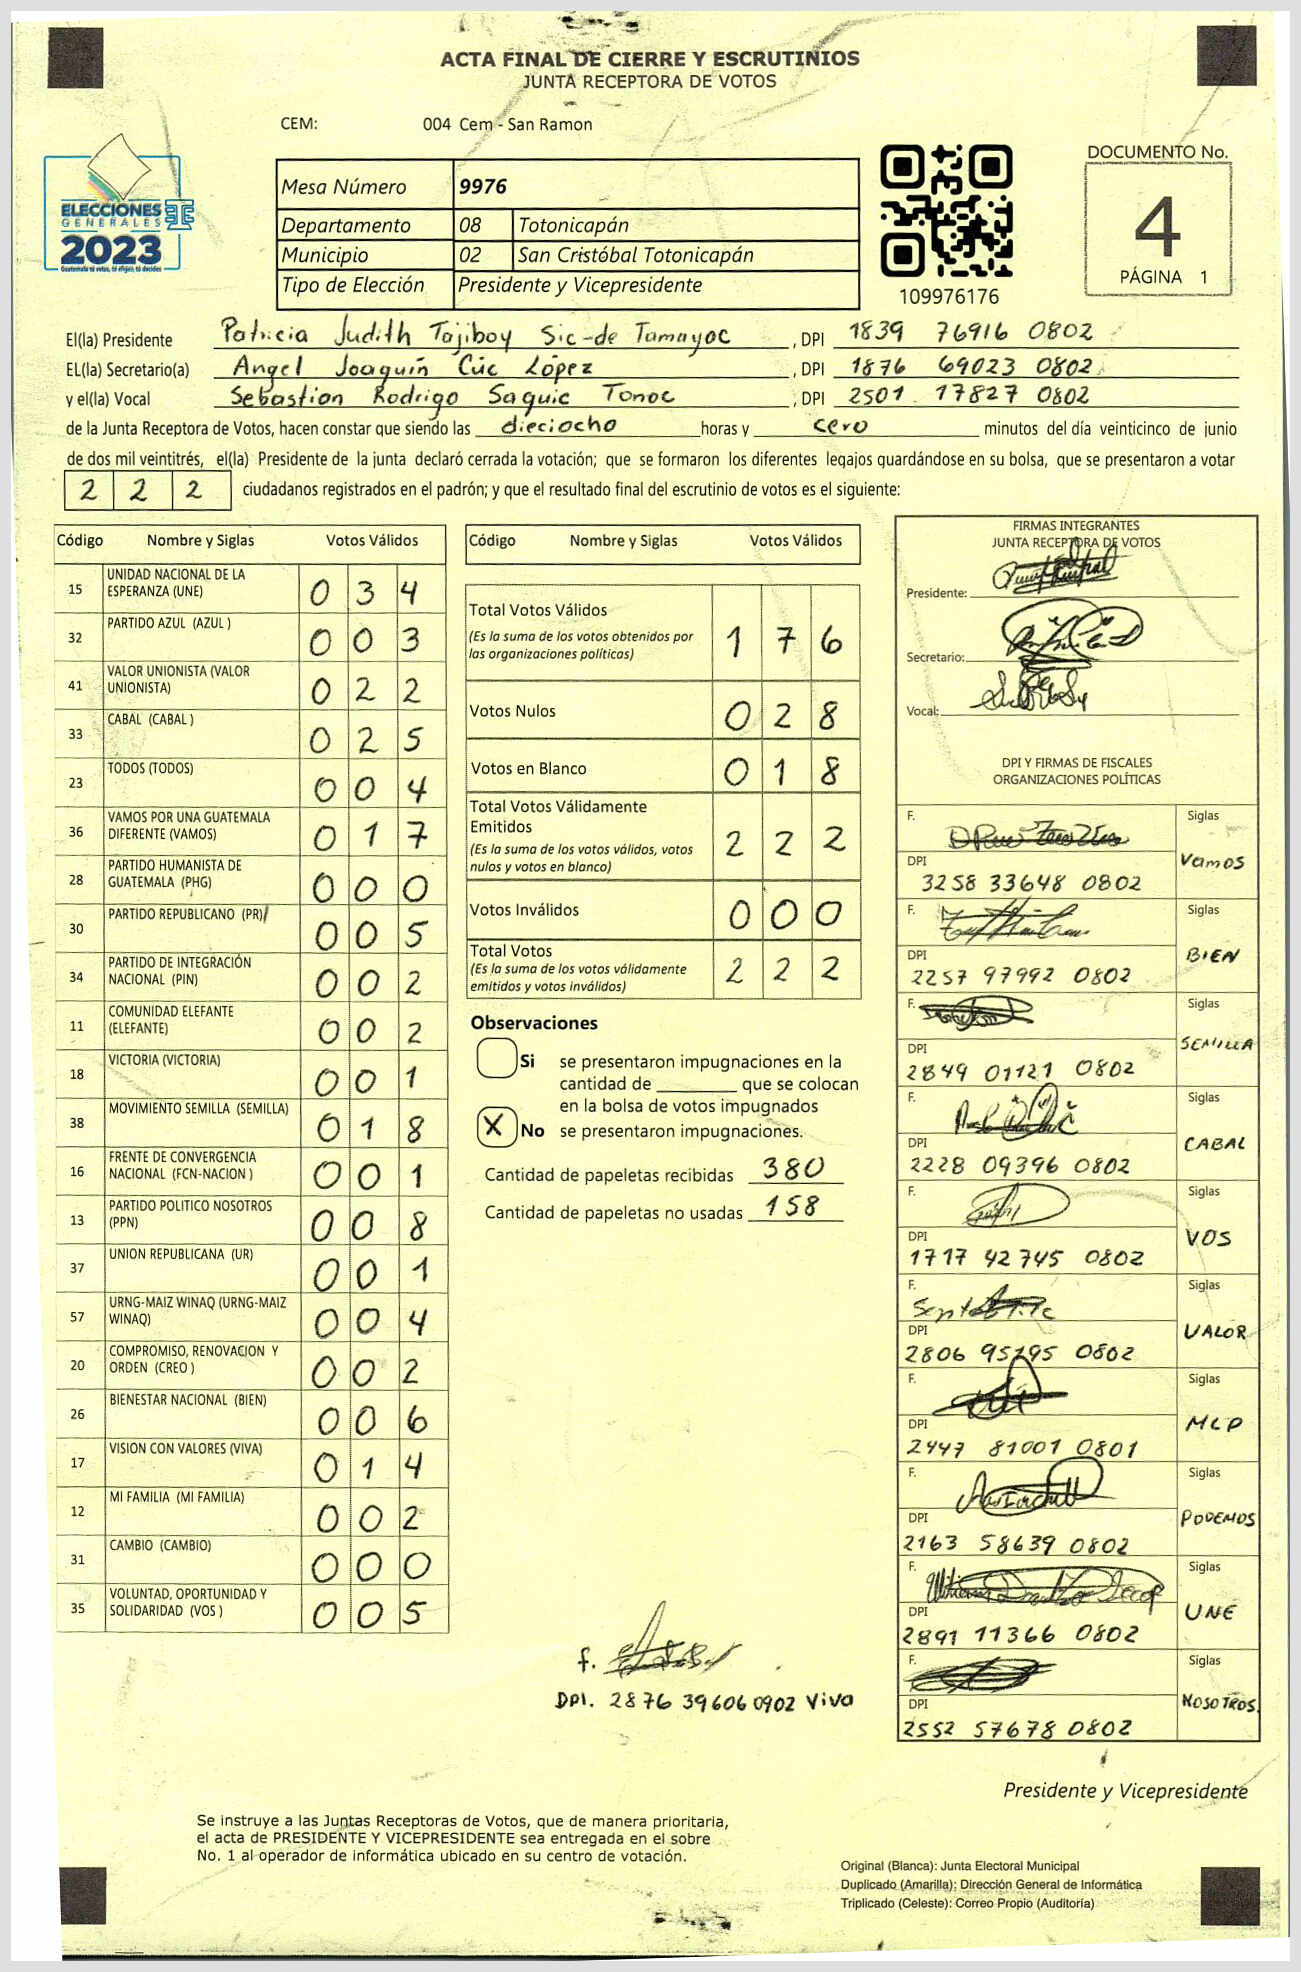 ACTA FINAL DE CIERRE Y ESCRUTINIOS
JUNTA RECEPTORA DE VOTOS
CEM: 004 Cem - San Ramon
ELECCIONES
GENERALES
2023
Guatemala tú votas, tú eliges, tú decides
Mesa Número 9976
Departamento 08 Totonicapán
Municipio 02 San Cristóbal Totonicapán
Tipo de Elección Presidente y Vicepresidente
109976176
DOCUMENTO No.
4
PÁGINA 1
El(la) Presidente Patricia Judith Tajiboy Sic-de Tamayoc, DPI 1839 76916 0802
EL(la) Secretario(a) Angel Joaquín Cúc López, DPI 1876 69023 0802
y el(la) Vocal Sebastion Rodrigo Saquic Tonoc, DPI 2501 17827 0802
de la Junta Receptora de Votos, hacen constar que siendo las dieciocho horas y cero minutos del día veinticinco de junio
de dos mil veintitrés, el(la) Presidente de la junta declaró cerrada la votación; que se formaron los diferentes legajos guardándose en su bolsa, que se presentaron a votar
2 2 2 ciudadanos registrados en el padrón; y que el resultado final del escrutinio de votos es el siguiente:
Código Nombre y Siglas Votos Válidos
15 UNIDAD NACIONAL DE LA ESPERANZA (UNE) 0 3 4
32 PARTIDO AZUL (AZUL ) 0 0 3
41 VALOR UNIONISTA (VALOR UNIONISTA) 0 2 2
33 CABAL (CABAL ) 0 2 5
23 TODOS (TODOS) 0 0 4
36 VAMOS POR UNA GUATEMALA DIFERENTE (VAMOS) 0 1 7
28 PARTIDO HUMANISTA DE GUATEMALA (PHG) 0 0 0
30 PARTIDO REPUBLICANO (PR) 0 0 5
34 PARTIDO DE INTEGRACIÓN NACIONAL (PIN) 0 0 2
11 COMUNIDAD ELEFANTE (ELEFANTE) 0 0 2
18 VICTORIA (VICTORIA) 0 0 1
38 MOVIMIENTO SEMILLA (SEMILLA) 0 1 8
16 FRENTE DE CONVERGENCIA NACIONAL (FCN-NACION ) 0 0 1
13 PARTIDO POLITICO NOSOTROS (PPN) 0 0 8
37 UNION REPUBLICANA (UR) 0 0 1
57 URNG-MAIZ WINAQ (URNG-MAIZ WINAQ) 0 0 4
20 COMPROMISO, RENOVACION Y ORDEN (CREO ) 0 0 2
26 BIENESTAR NACIONAL (BIEN) 0 0 6
17 VISION CON VALORES (VIVA) 0 1 4
12 MI FAMILIA (MI FAMILIA) 0 0 2
31 CAMBIO (CAMBIO) 0 0 0
35 VOLUNTAD, OPORTUNIDAD Y SOLIDARIDAD (VOS ) 0 0 5
Código Nombre y Siglas Votos Válidos
Total Votos Válidos 1 7 6
(Es la suma de los votos obtenidos por
las organizaciones políticas)
Votos Nulos 0 2 8
Votos en Blanco 0 1 8
Total Votos Válidamente
Emitidos 2 2 2
(Es la suma de los votos válidos, votos
nulos y votos en blanco)
Votos Inválidos 0 0 0
Total Votos 2 2 2
(Es la suma de los votos válidamente
emitidos y votos inválidos)
Observaciones
Si se presentaron impugnaciones en la
cantidad de ________ que se colocan
en la bolsa de votos impugnados
X No se presentaron impugnaciones.
Cantidad de papeletas recibidas 380
Cantidad de papeletas no usadas 158
f.
DPI. 2876 39606 0902 Viva
FIRMAS INTEGRANTES
JUNTA RECEPTORA DE VOTOS
Presidente:
Secretario:
Vocal:
DPI Y FIRMAS DE FISCALES
ORGANIZACIONES POLÍTICAS
F. Siglas
DPI Vamos
3258 33648 0802
F. Siglas
DPI BIEN
2257 97992 0802
F. Siglas
DPI SEMILLA
2849 01121 0802
F. Siglas
DPI CABAL
2228 09396 0802
F. Siglas
DPI VOS
1717 42745 0802
F. Siglas
DPI VALOR
2806 95195 0802
F. Siglas
DPI MLP
2447 81001 0801
F. Siglas
DPI PODEMOS
2163 58639 0802
F. Siglas
DPI UNE
2891 11366 0802
F. Siglas
DPI NOSOTROS.
2552 57678 0802
Presidente y Vicepresidente
Se instruye a las Juntas Receptoras de Votos, que de manera prioritaria,
el acta de PRESIDENTE Y VICEPRESIDENTE sea entregada en el sobre
No. 1 al operador de informática ubicado en su centro de votación.
Original (Blanca): Junta Electoral Municipal
Duplicado (Amarilla); Dirección General de Informática
Triplicado (Celeste): Correo Propio (Auditoría)